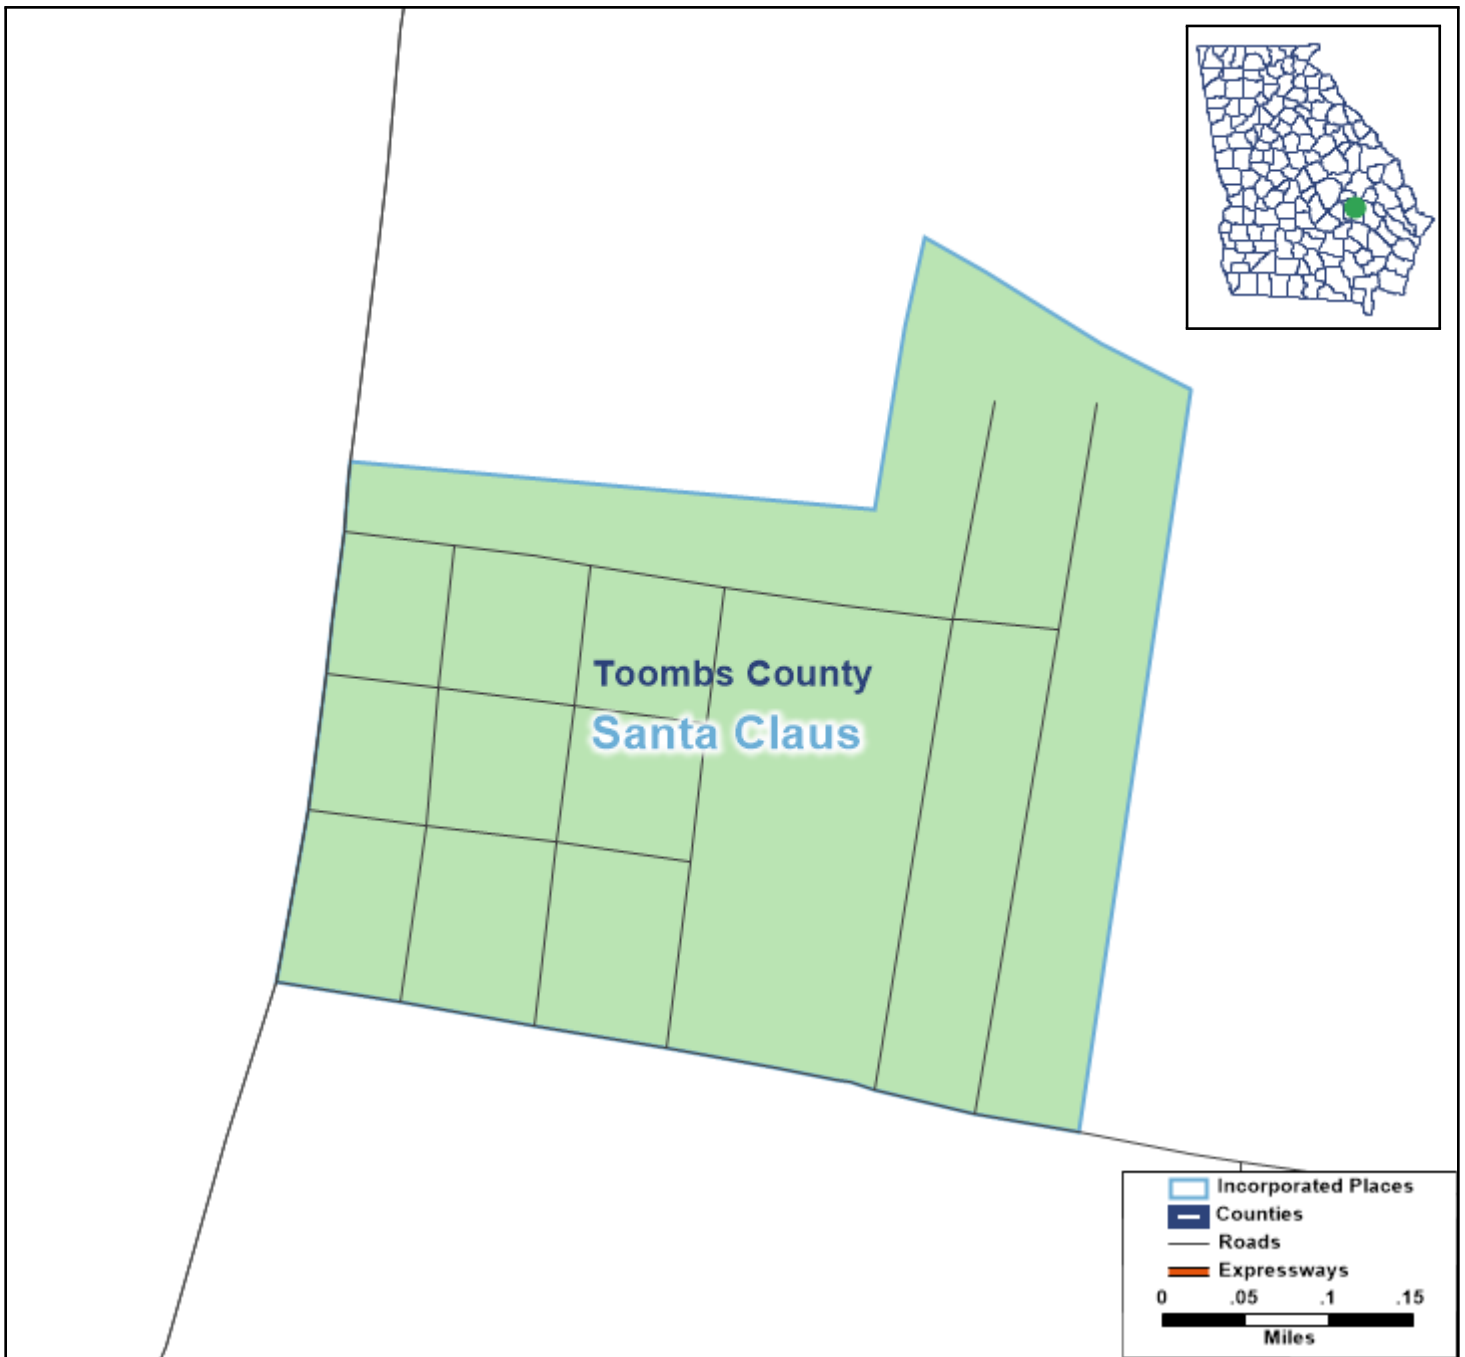 Toombs County
Santa Claus
Incorporated Places
Counties
Roads
Expressways
0 .05 .1 .15
Miles